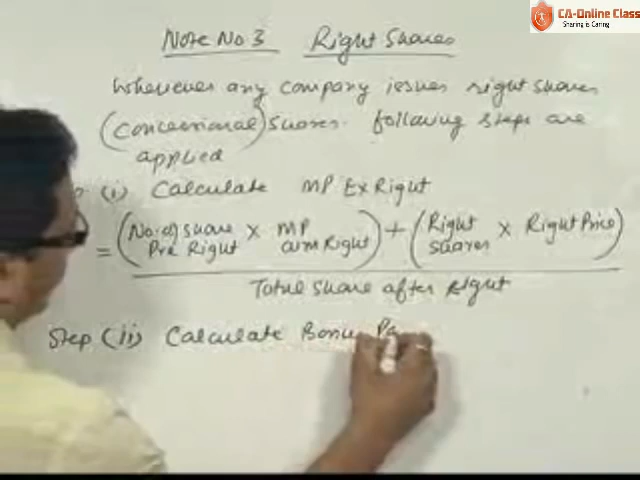 CA-Online Class
Sharing is Caring
Note No 3 Right Shares
Whenever any company issues right shares
(Concessional) shares. following steps are
applied
(i) Calculate MP Ex Right
= (No. of share Pre Right × MP cum Right) + (Right shares × Right Price)
Total share after right
Step (ii) Calculate Bonus Pa